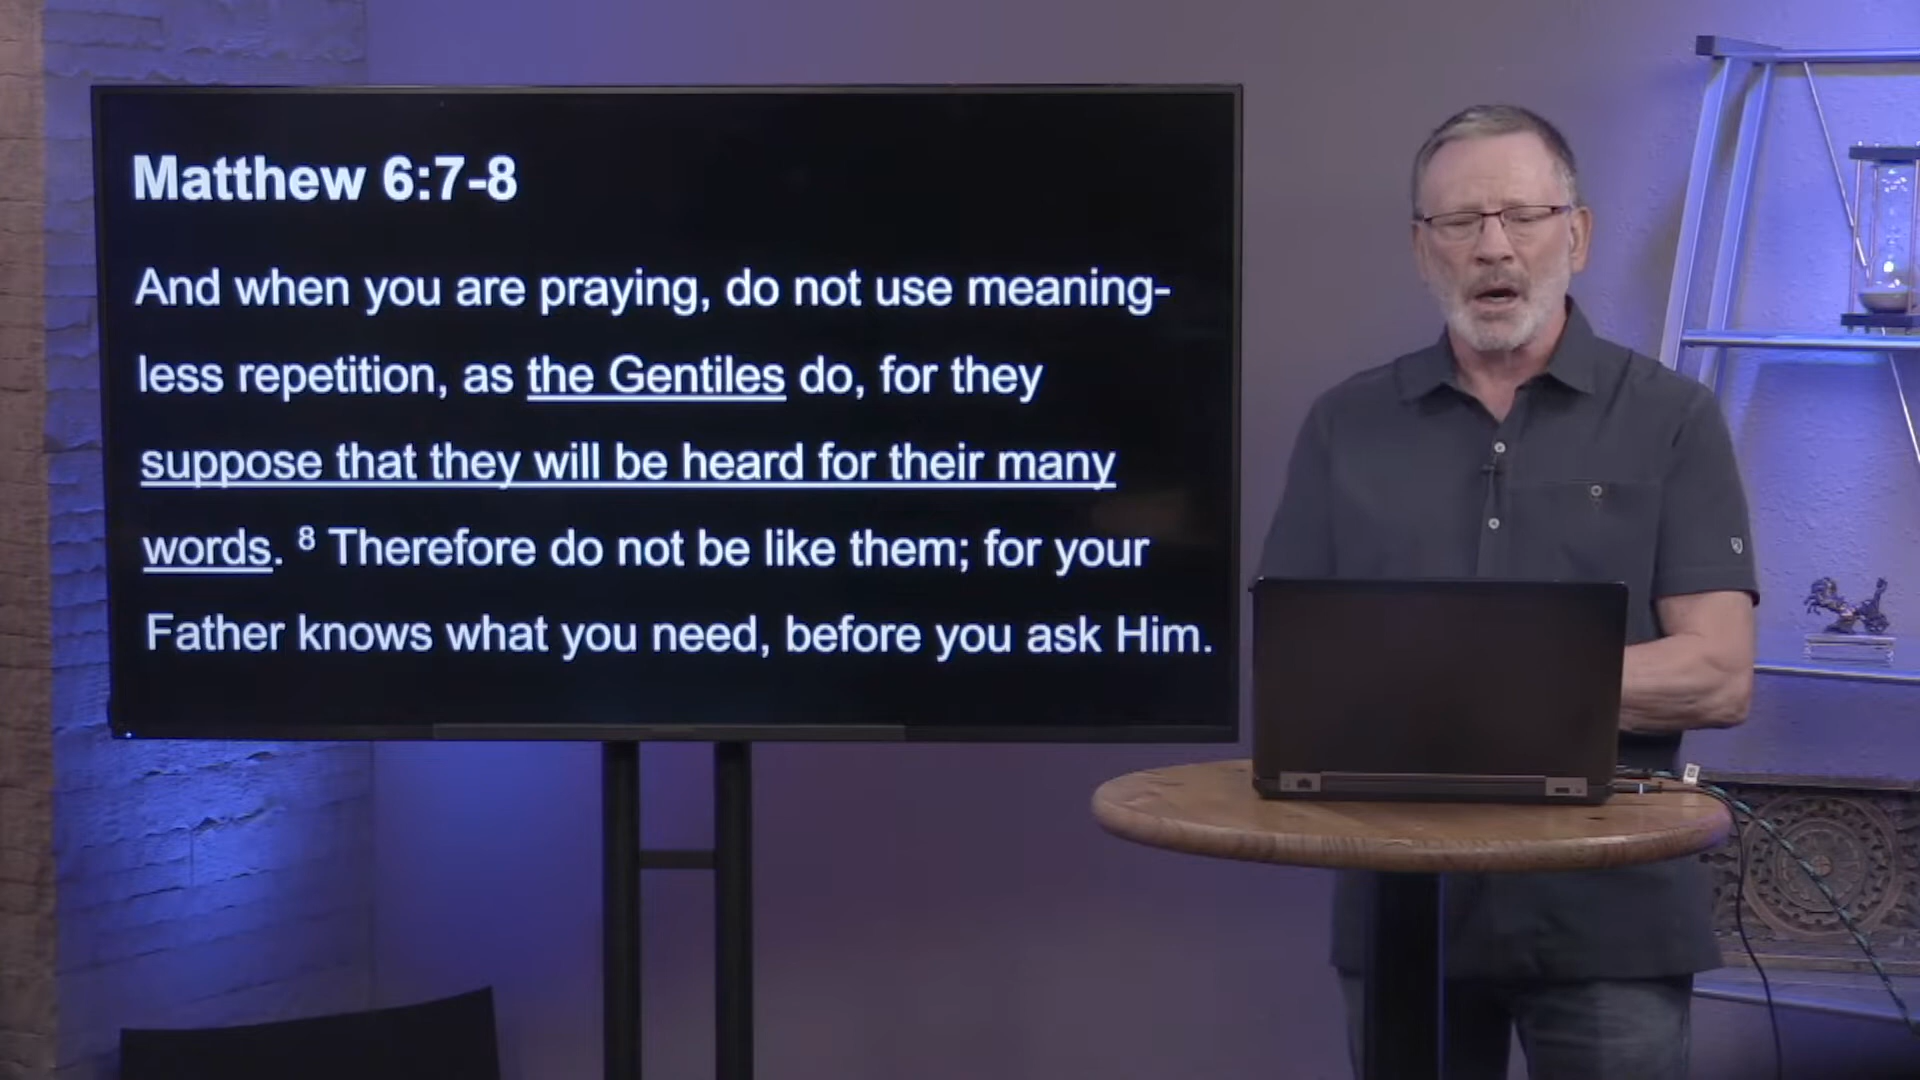 Matthew 6:7-8
And when you are praying, do not use meaning-
less repetition, as the Gentiles do, for they
suppose that they will be heard for their many
words. ⁸ Therefore do not be like them; for your
Father knows what you need, before you ask Him.